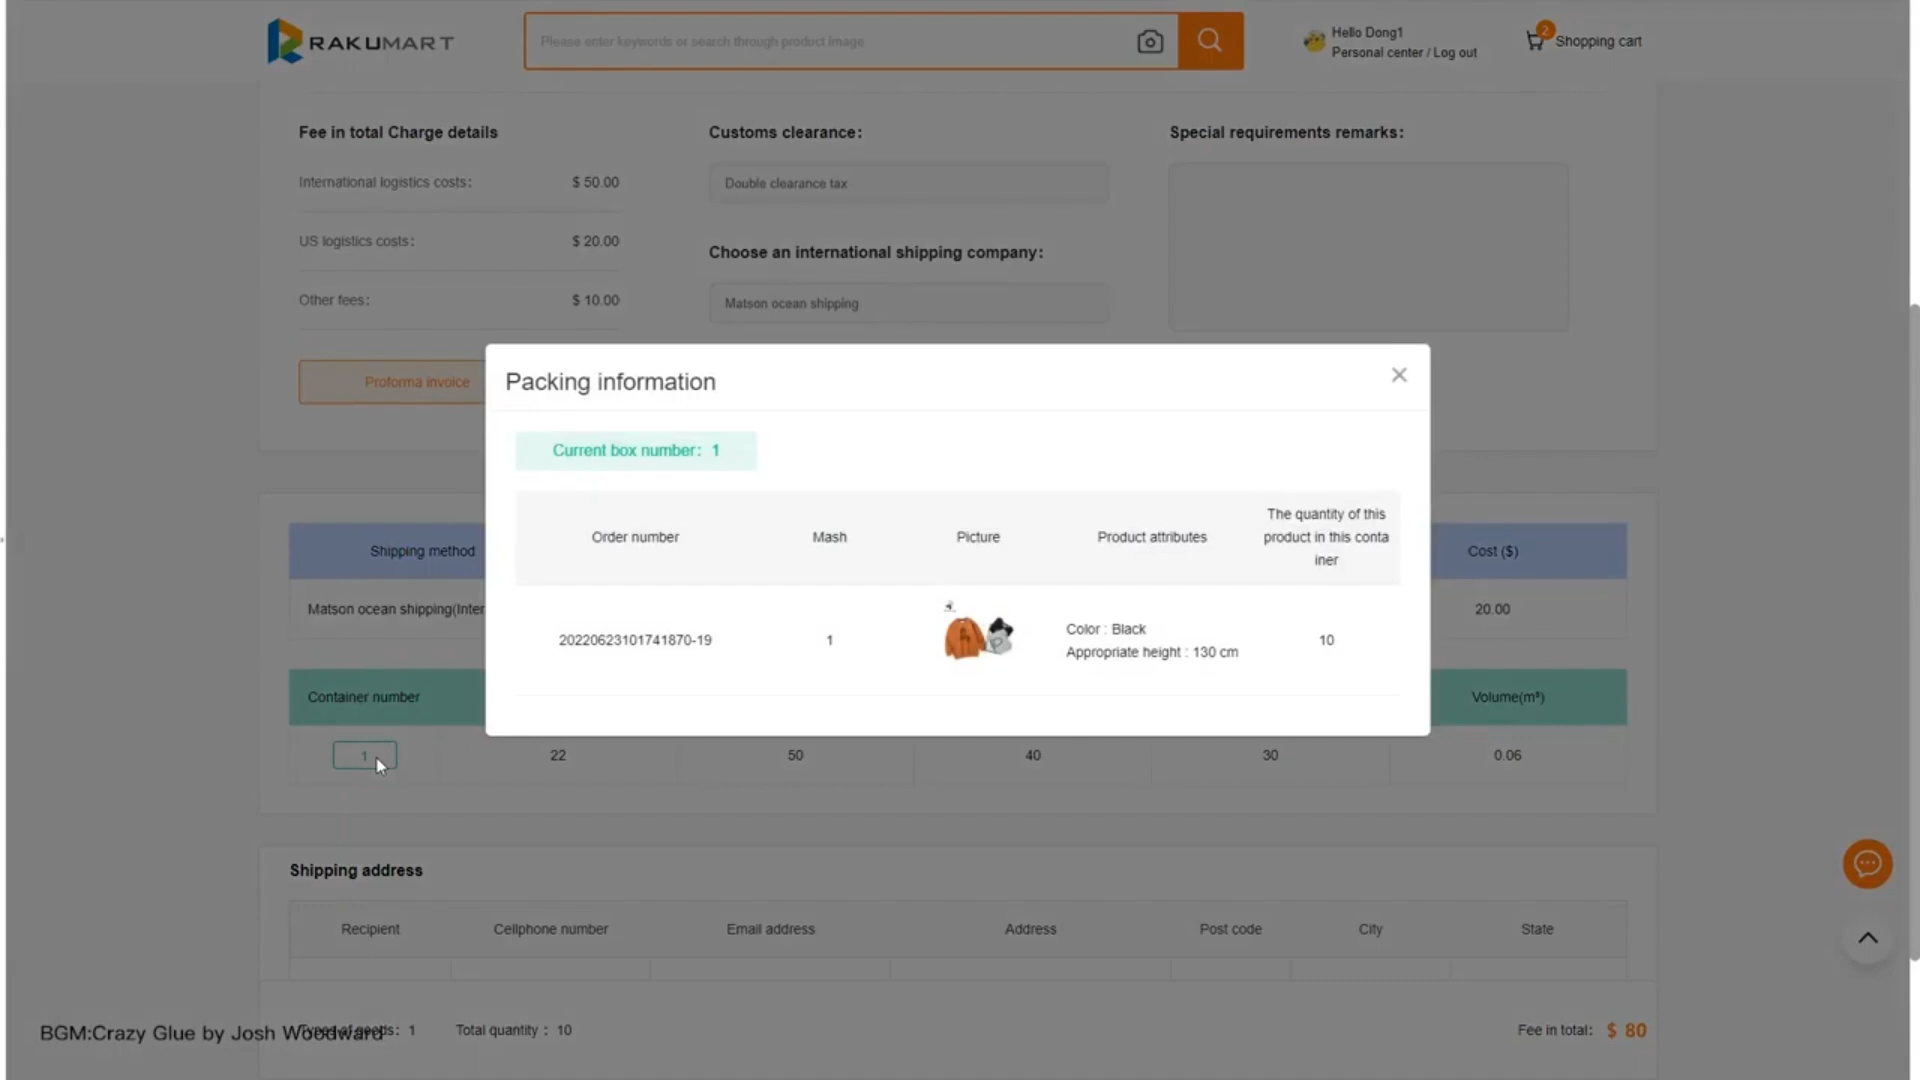 RAKUMART
Please enter keywords or search through product image
Hello Dong1
Personal center / Log out
2
Shopping cart
Fee in total Charge details
Customs clearance:
Special requirements remarks:
International logistics costs:
$ 50.00
Double clearance tax
US logistics costs:
$ 20.00
Choose an international shipping company:
Other fees:
$ 10.00
Matson ocean shipping
Proforma invoice
Packing information
Current box number: 1
Order number
Mash
Picture
Product attributes
The quantity of this
product in this conta
iner
20220623101741870-19
1
Color : Black
Appropriate height : 130 cm
10
Shipping method
Cost ($)
Matson ocean shipping(Inter
20.00
Container number
Volume(m³)
1
22
50
40
30
0.06
Shipping address
Recipient
Cellphone number
Email address
Address
Post code
City
State
BGM:Crazy Glue by Josh Woodward
Types of goods: 1
Total quantity : 10
Fee in total: $ 80